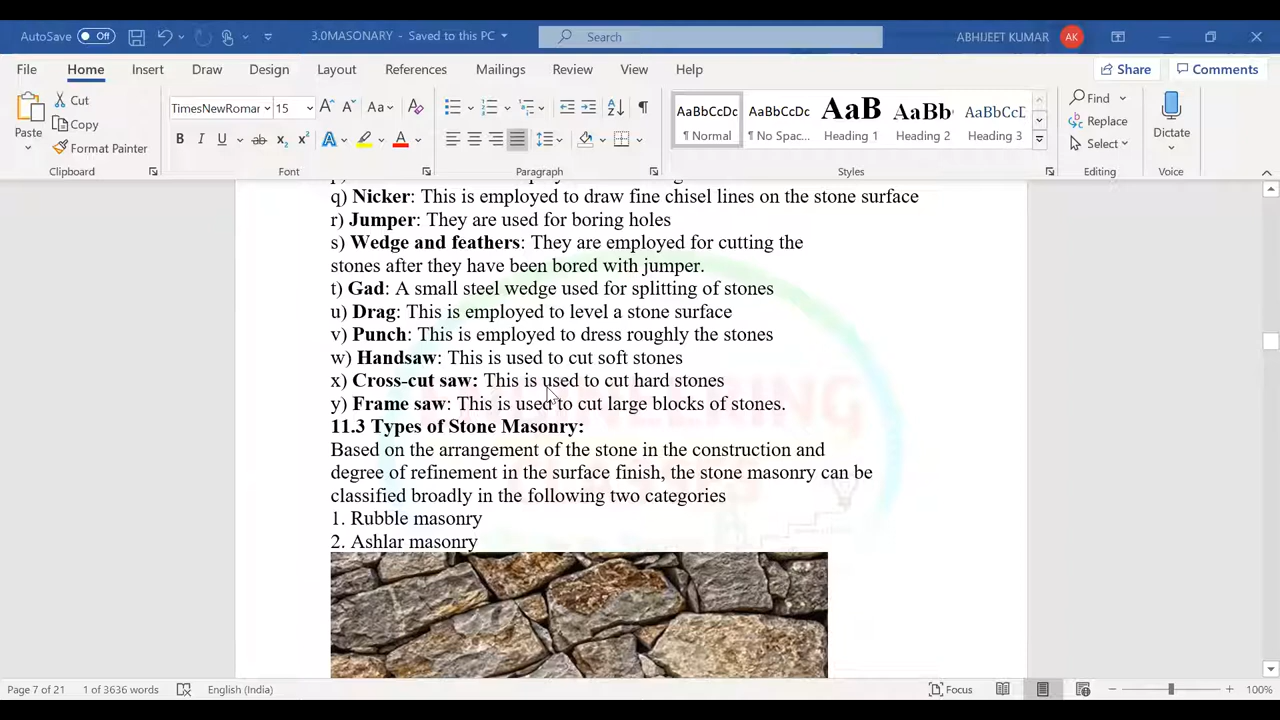 AutoSave Off 3.0MASONARY - Saved to this PC Search ABHIJEET KUMAR AK
File Home Insert Draw Design Layout References Mailings Review View Help Share Comments
Paste Cut Copy Format Painter Clipboard
TimesNewRomar 15 Font
Paragraph
AaBbCcDc AaBbCcDc AaB AaBb AaBbCcD
¶ Normal ¶ No Spac... Heading 1 Heading 2 Heading 3
Styles
Find Replace Select Editing
Dictate Voice
q) Nicker: This is employed to draw fine chisel lines on the stone surface
r) Jumper: They are used for boring holes
s) Wedge and feathers: They are employed for cutting the
stones after they have been bored with jumper.
t) Gad: A small steel wedge used for splitting of stones
u) Drag: This is employed to level a stone surface
v) Punch: This is employed to dress roughly the stones
w) Handsaw: This is used to cut soft stones
x) Cross-cut saw: This is used to cut hard stones
y) Frame saw: This is used to cut large blocks of stones.
11.3 Types of Stone Masonry:
Based on the arrangement of the stone in the construction and
degree of refinement in the surface finish, the stone masonry can be
classified broadly in the following two categories
1. Rubble masonry
2. Ashlar masonry
Page 7 of 21 1 of 3636 words English (India) Focus 100%